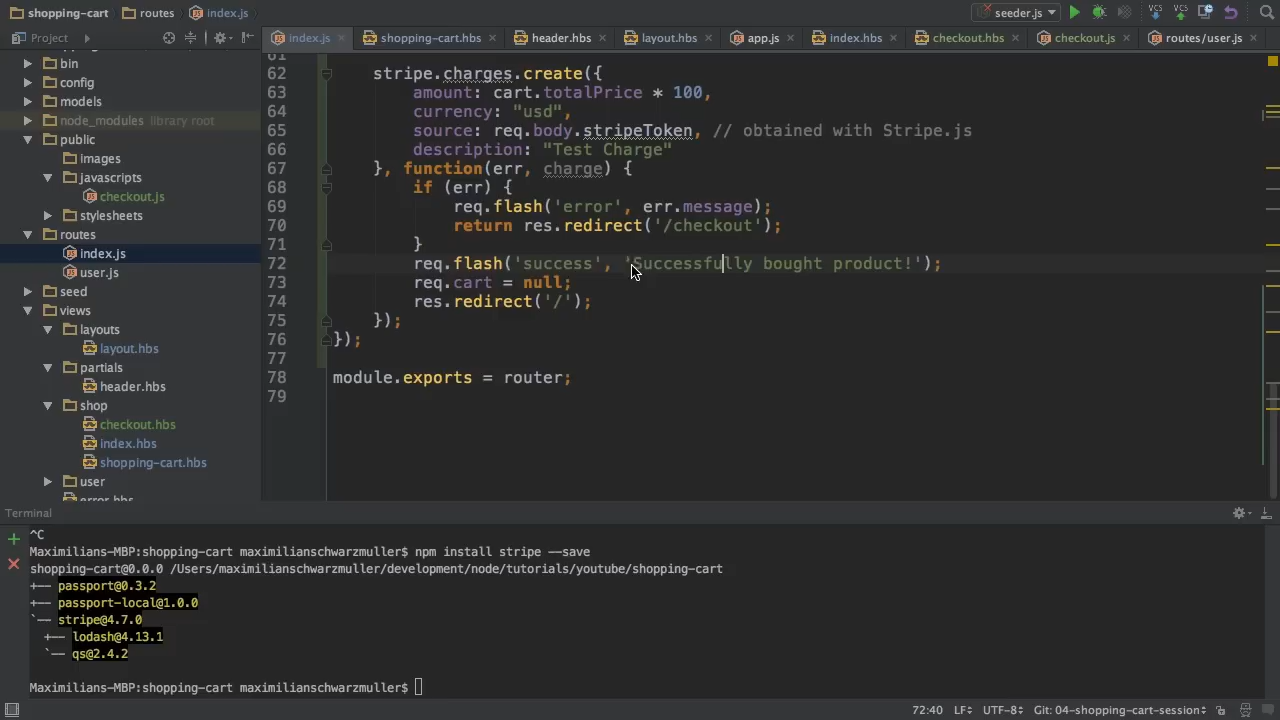 shopping-cart routes index.js seeder.js VCS VCS
Project index.js shopping-cart.hbs header.hbs layout.hbs app.js index.hbs checkout.hbs checkout.js routes/user.js
bin
config
models
node_modules library root
public
images
javascripts
checkout.js
stylesheets
routes
index.js
user.js
seed
views
layouts
layout.hbs
partials
header.hbs
shop
checkout.hbs
index.hbs
shopping-cart.hbs
user
error.hbs
61
62 stripe.charges.create({
63 amount: cart.totalPrice * 100,
64 currency: "usd",
65 source: req.body.stripeToken, // obtained with Stripe.js
66 description: "Test Charge"
67 }, function(err, charge) {
68 if (err) {
69 req.flash('error', err.message);
70 return res.redirect('/checkout');
71 }
72 req.flash('success', 'Successfully bought product!');
73 req.cart = null;
74 res.redirect('/');
75 });
76 });
77
78 module.exports = router;
79
Terminal
^C
Maximilians-MBP:shopping-cart maximilianschwarzmuller$ npm install stripe --save
shopping-cart@0.0.0 /Users/maximilianschwarzmuller/development/node/tutorials/youtube/shopping-cart
+── passport@0.3.2
+── passport-local@1.0.0
`── stripe@4.7.0
+── lodash@4.13.1
`── qs@2.4.2
Maximilians-MBP:shopping-cart maximilianschwarzmuller$
72:40 LF÷ UTF-8÷ Git: 04-shopping-cart-session÷